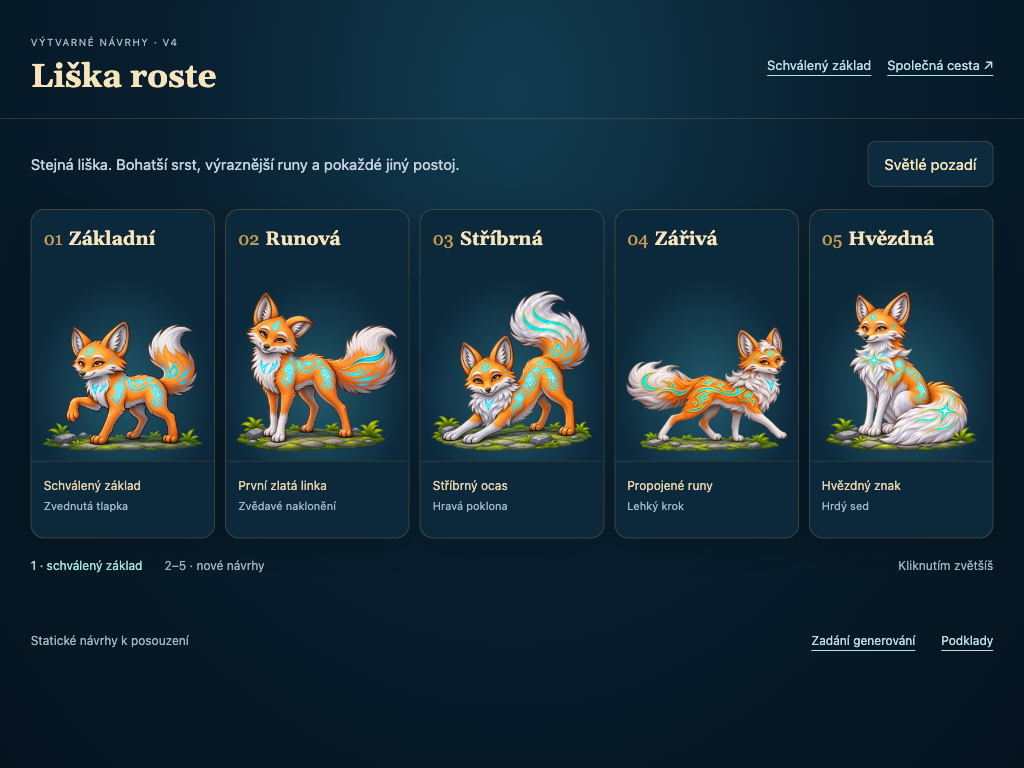 VÝTVARNÉ NÁVRHY · V4
Liška roste
Schválený základ
Společná cesta ↗
Stejná liška. Bohatší srst, výraznější runy a pokaždé jiný postoj.
Světlé pozadí
01 Základní
02 Runová
03 Stříbrná
04 Zářivá
05 Hvězdná
Schválený základ
Zvednutá tlapka
První zlatá linka
Zvědavé naklonění
Stříbrný ocas
Hravá poklona
Propojené runy
Lehký krok
Hvězdný znak
Hrdý sed
1 · schválený základ
2–5 · nové návrhy
Kliknutím zvětšíš
Statické návrhy k posouzení
Zadání generování
Podklady